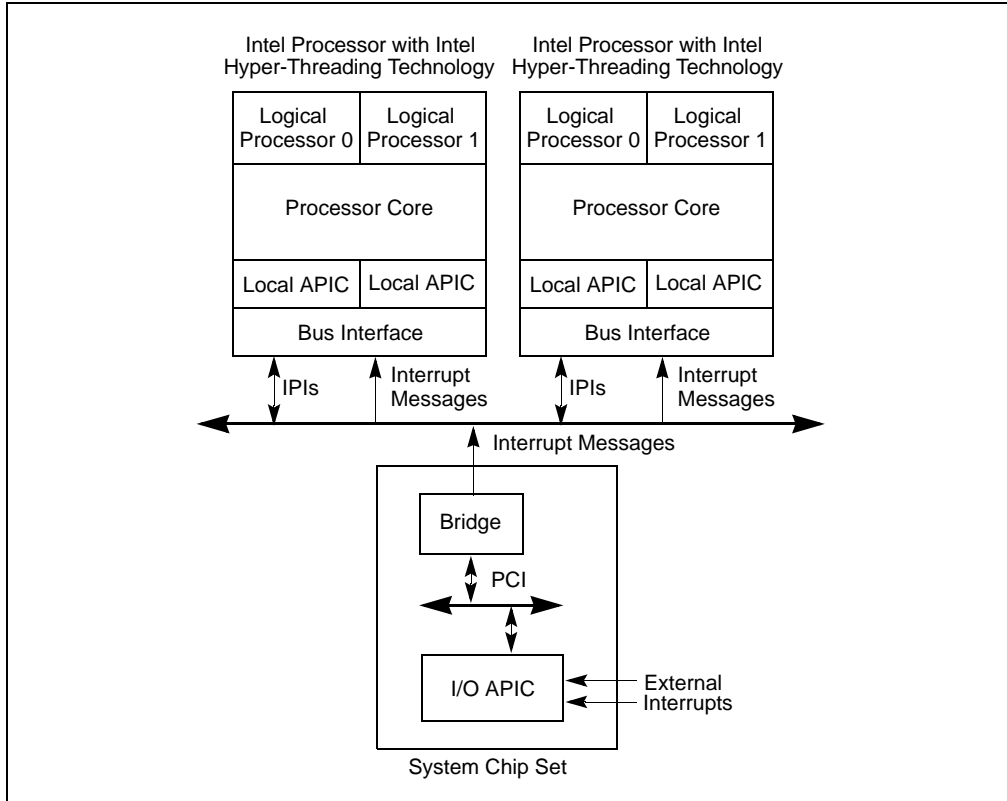 Intel Processor with Intel
Hyper-Threading Technology
Intel Processor with Intel
Hyper-Threading Technology
Logical
Processor 0
Logical
Processor 1
Logical
Processor 0
Logical
Processor 1
Processor Core
Processor Core
Local APIC
Local APIC
Local APIC
Local APIC
Bus Interface
Bus Interface
IPIs
Interrupt
Messages
IPIs
Interrupt
Messages
Interrupt Messages
Bridge
PCI
I/O APIC
External
Interrupts
System Chip Set